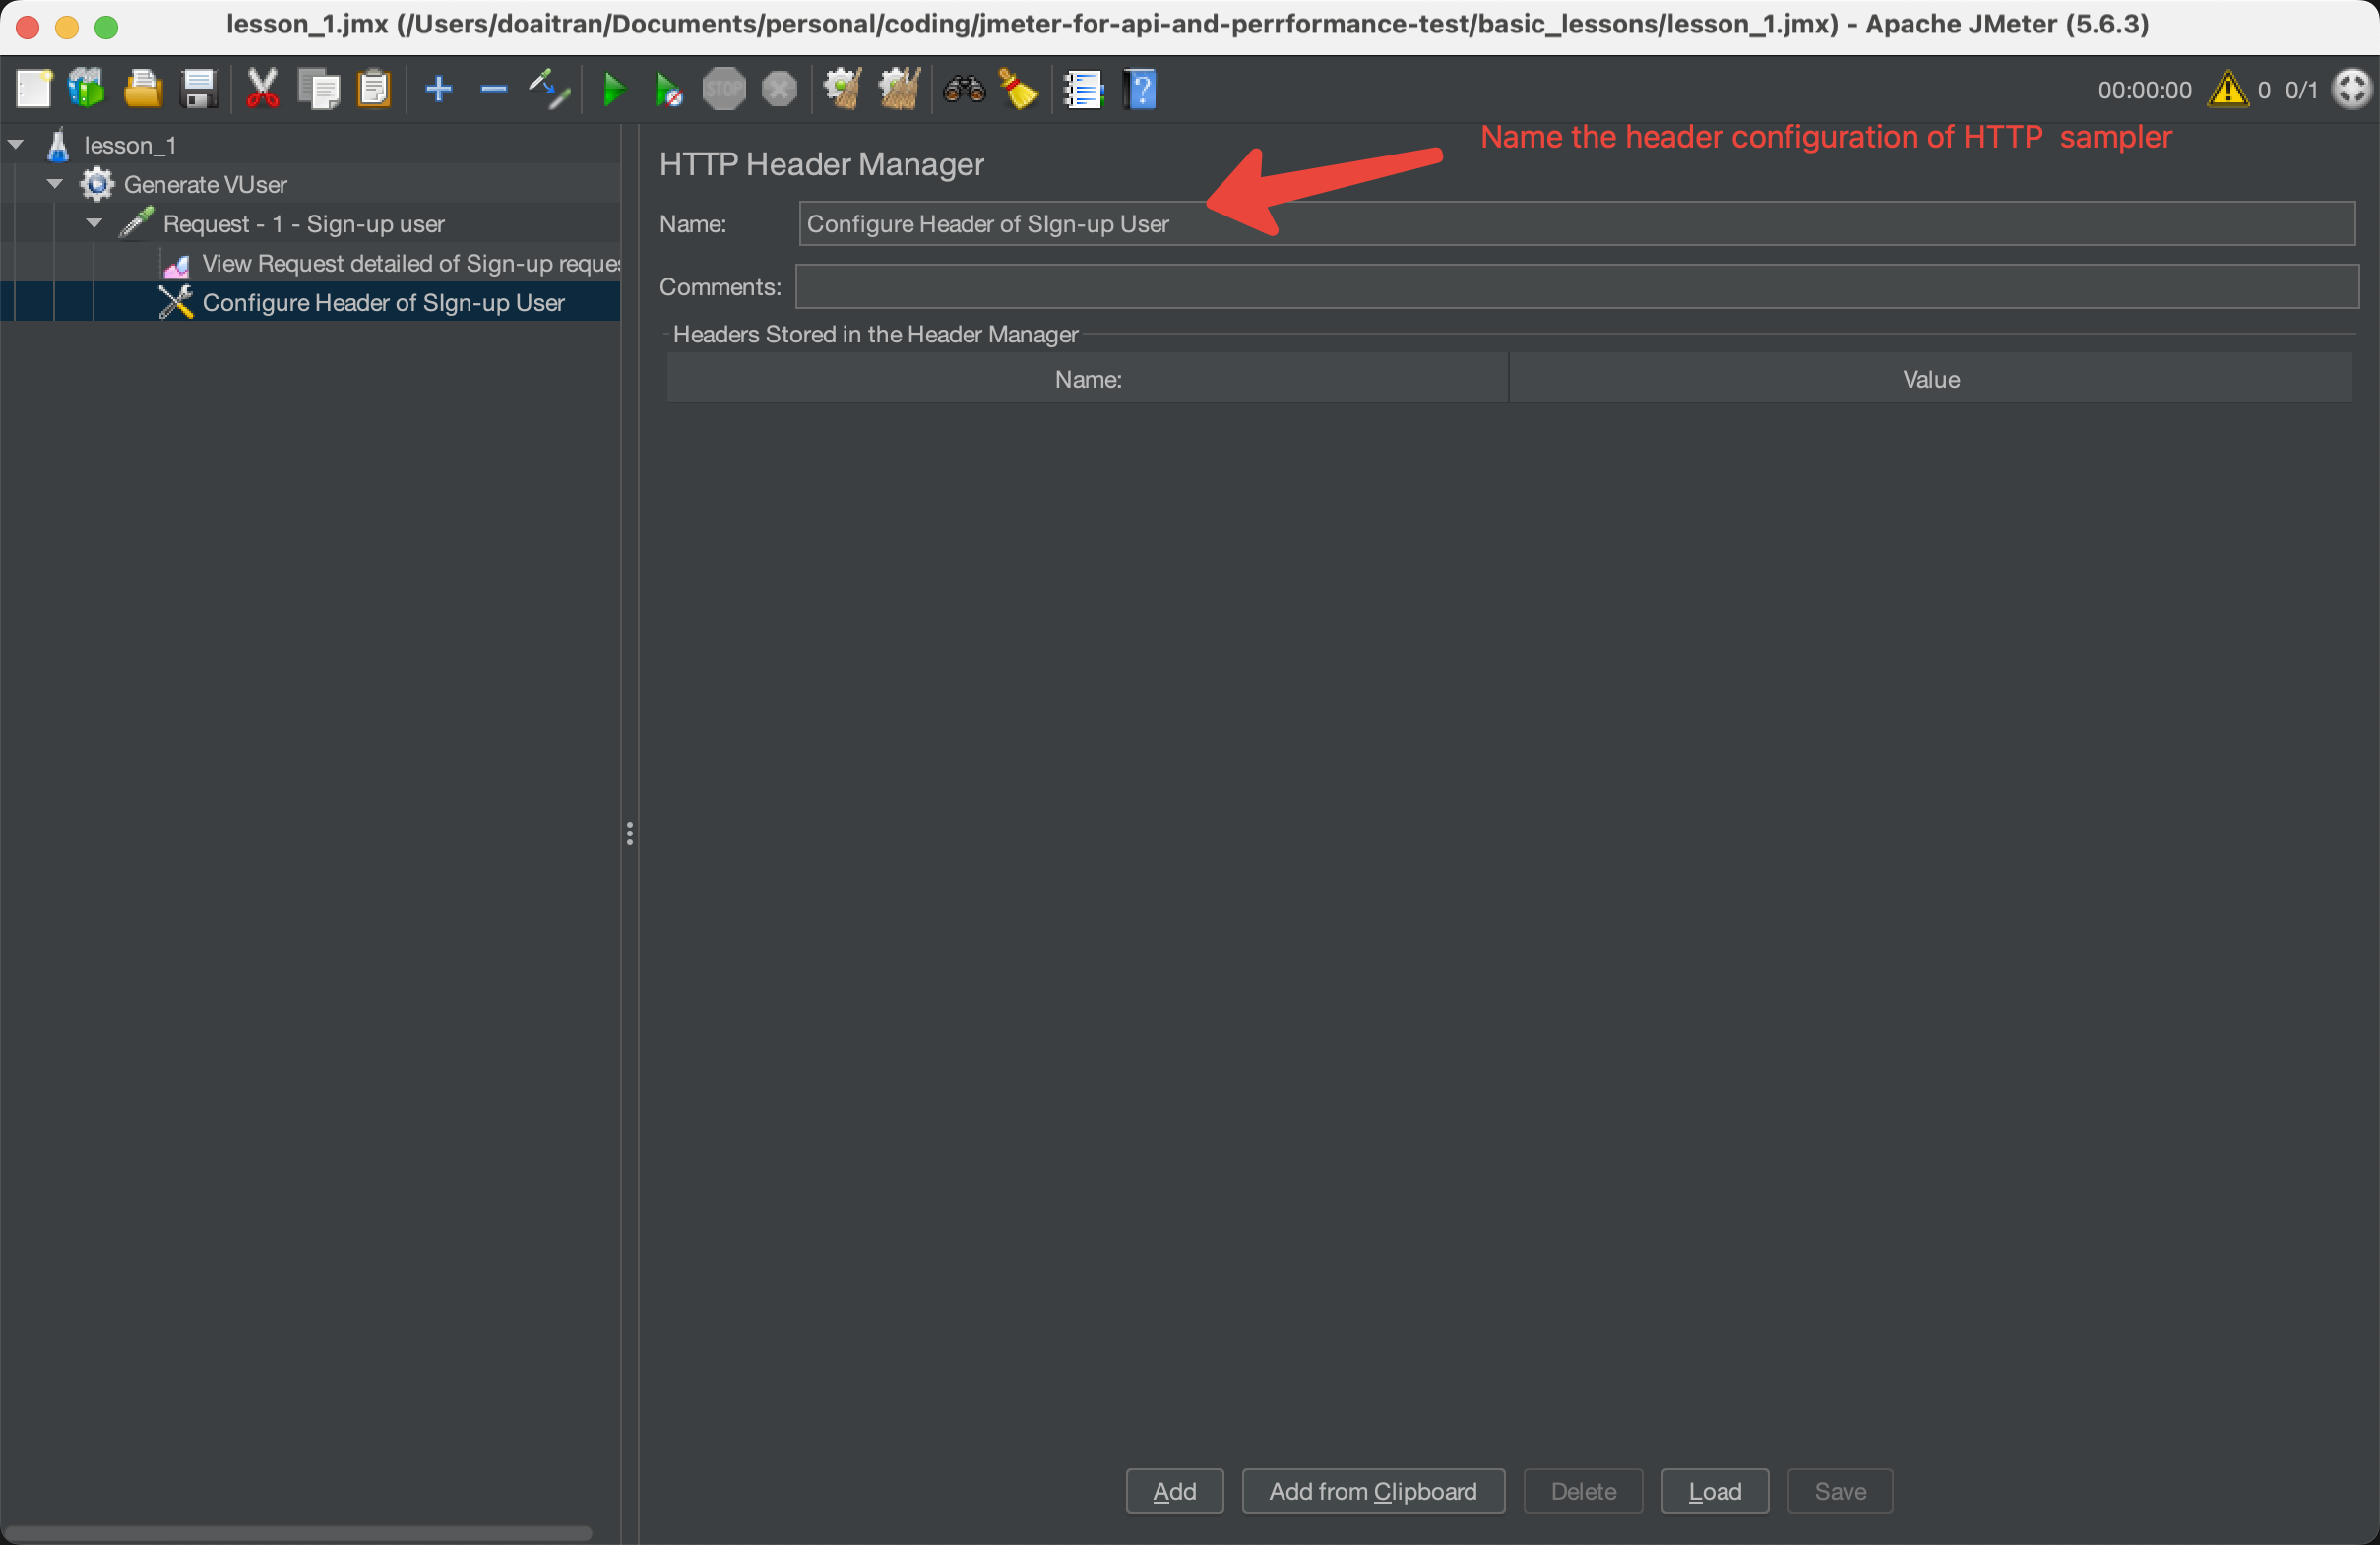 lesson_1.jmx (/Users/doaitran/Documents/personal/coding/jmeter-for-api-and-perrformance-test/basic_lessons/lesson_1.jmx) - Apache JMeter (5.6.3)
STOP
00:00:00 0 0/1
Name the header configuration of HTTP  sampler
lesson_1
Generate VUser
Request - 1 - Sign-up user
View Request detailed of Sign-up reques
Configure Header of SIgn-up User
HTTP Header Manager
Name: Configure Header of SIgn-up User
Comments:
Headers Stored in the Header Manager
Name: Value
Add Add from Clipboard Delete Load Save